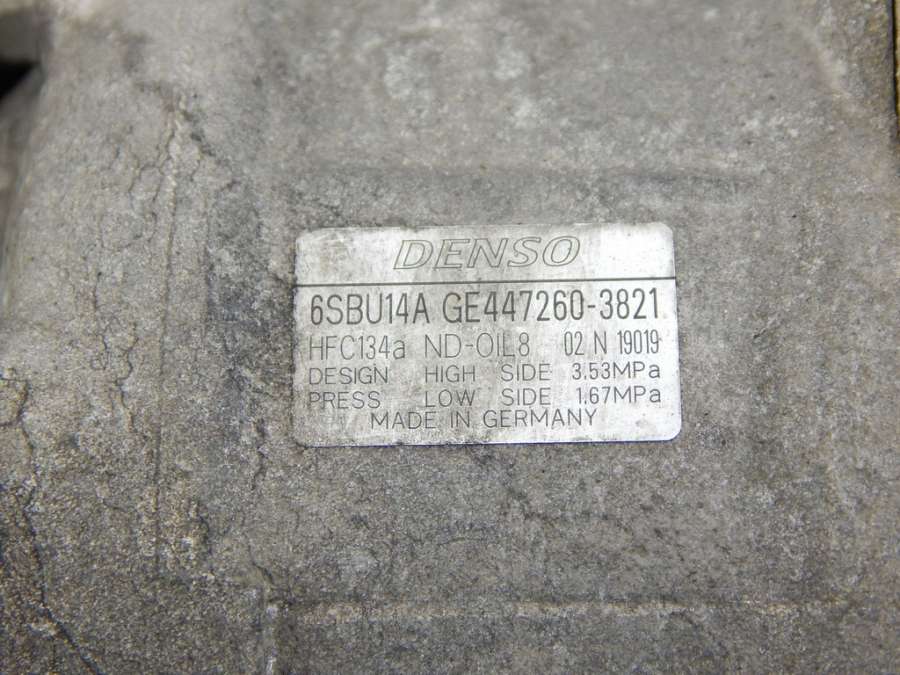 DENSO
6SBU14A GE447260-3821
HFC134a ND-OIL8 02 N 19019
DESIGN HIGH SIDE 3.53MPa
PRESS LOW SIDE 1.67MPa
MADE IN GERMANY